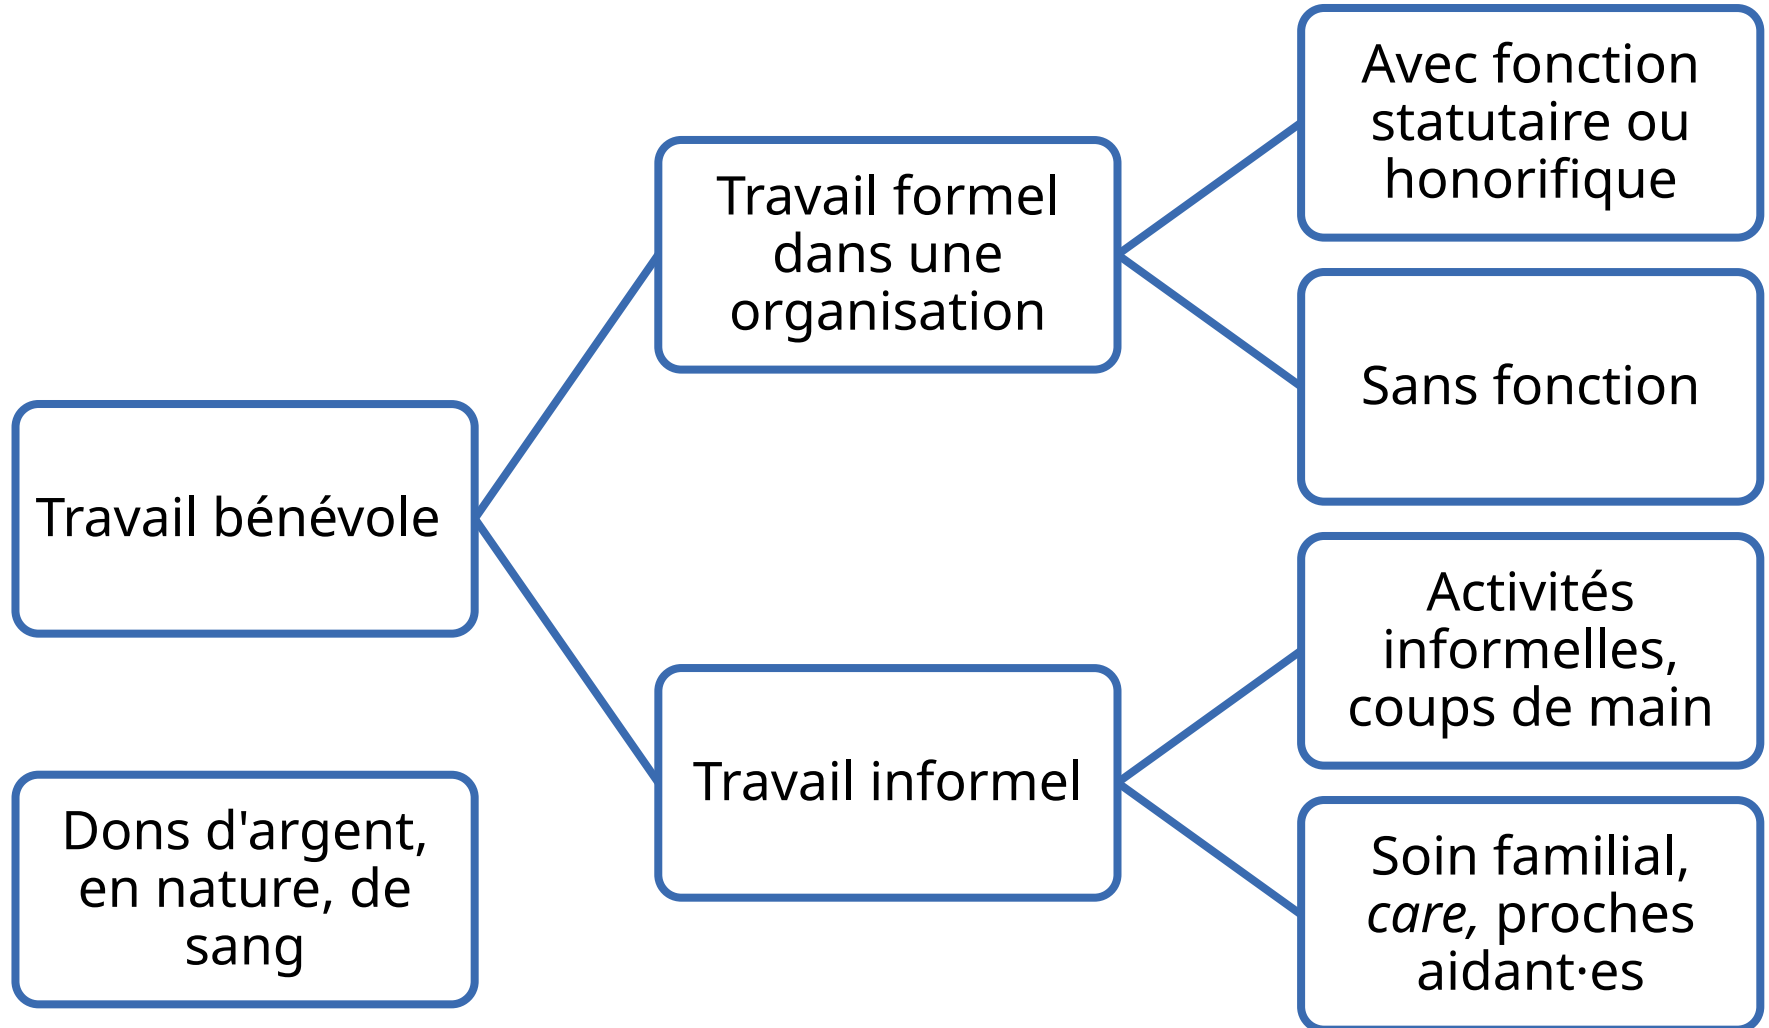 Travail bénévole
Dons d'argent,
en nature, de
sang
Travail formel
dans une
organisation
Travail informel
Avec fonction
statutaire ou
honorifique
Sans fonction
Activités
informelles,
coups de main
Soin familial,
care, proches
aidant·es